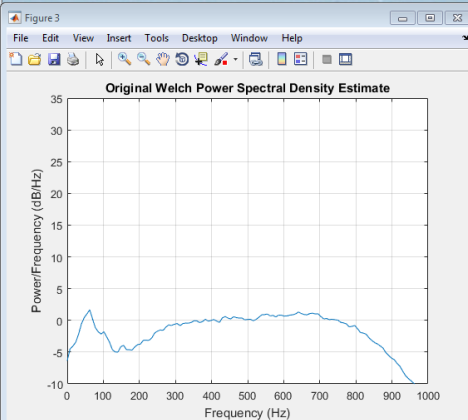 Figure 3
File Edit View Insert Tools Desktop Window Help
Original Welch Power Spectral Density Estimate
35
30
25
20
15
10
5
0
-5
-10
Power/Frequency (dB/Hz)
0 100 200 300 400 500 600 700 800 900 1000
Frequency (Hz)